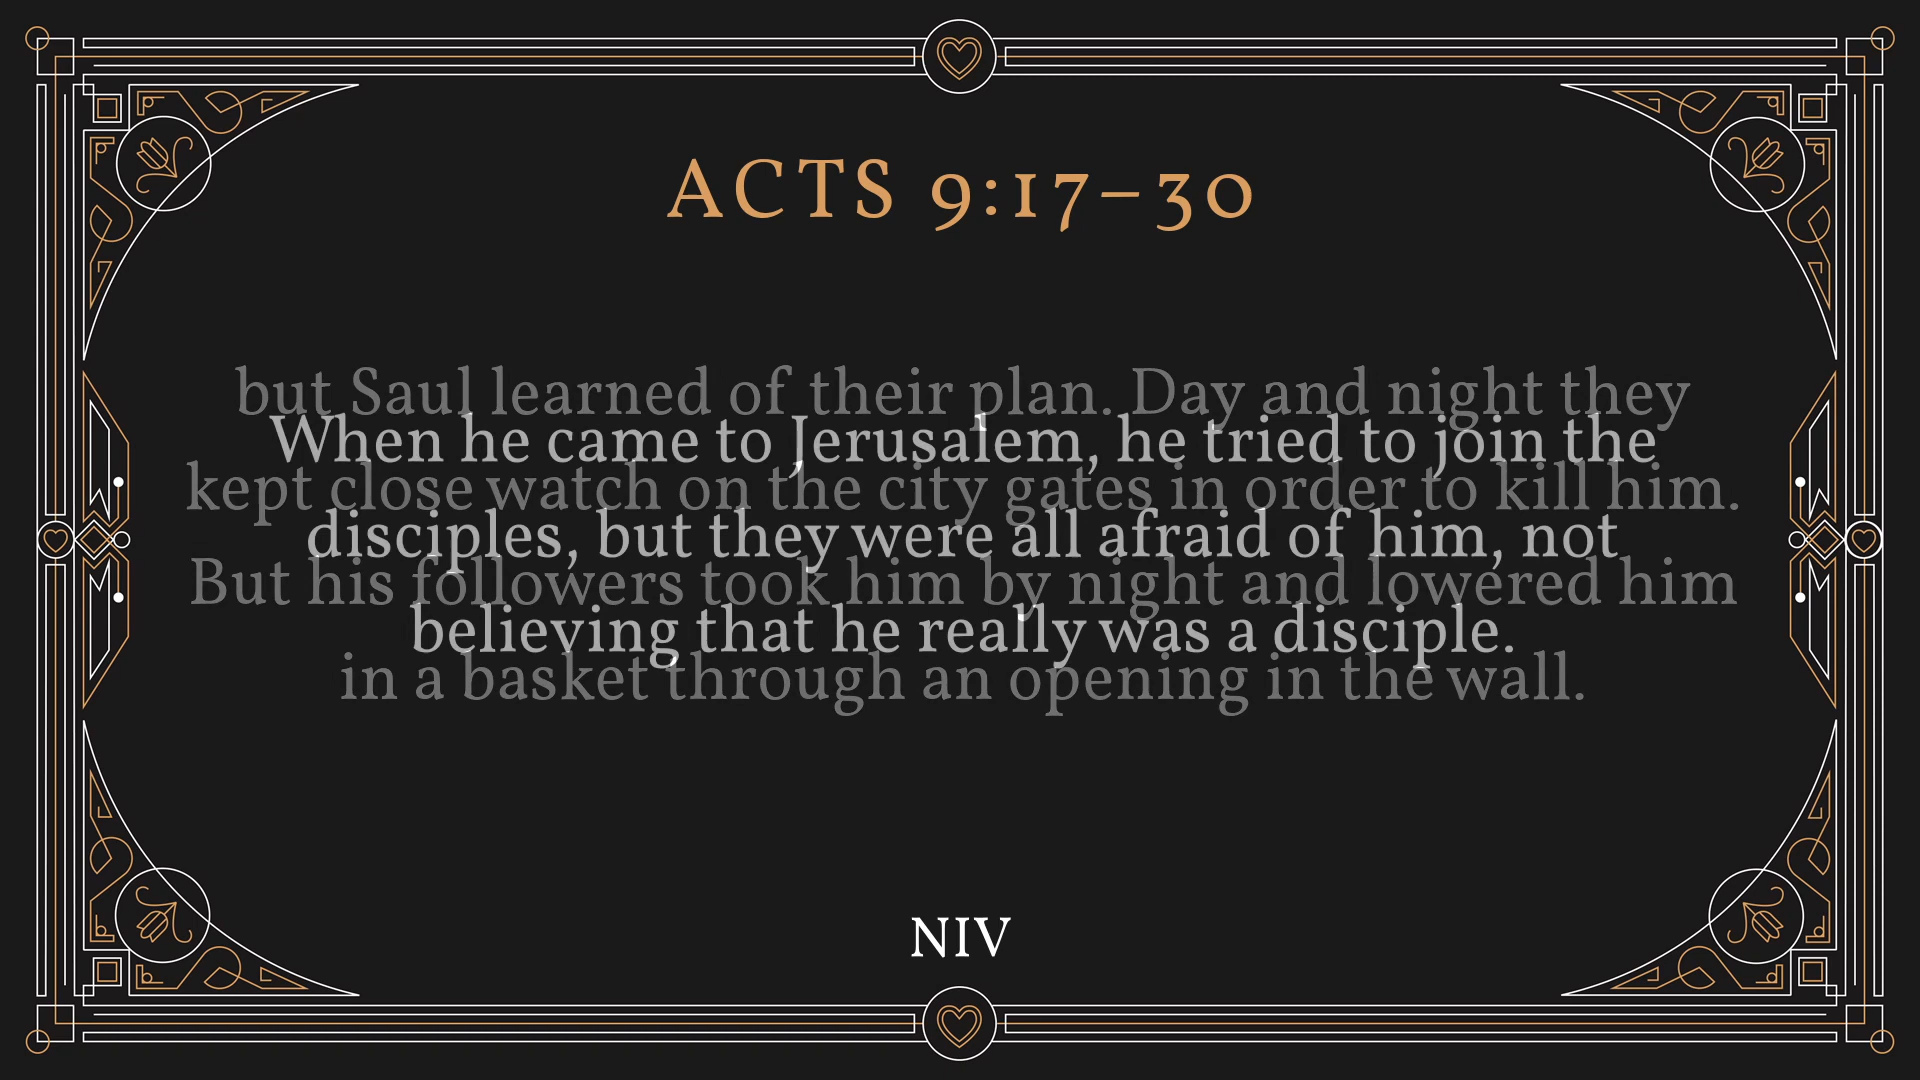 ACTS 9:17–30
but Saul learned of their plan. Day and night they
When he came to Jerusalem, he tried to join the
kept close watch on the city gates in order to kill him.
disciples, but they were all afraid of him, not
But his followers took him by night and lowered him
believing that he really was a disciple.
in a basket through an opening in the wall.
NIV